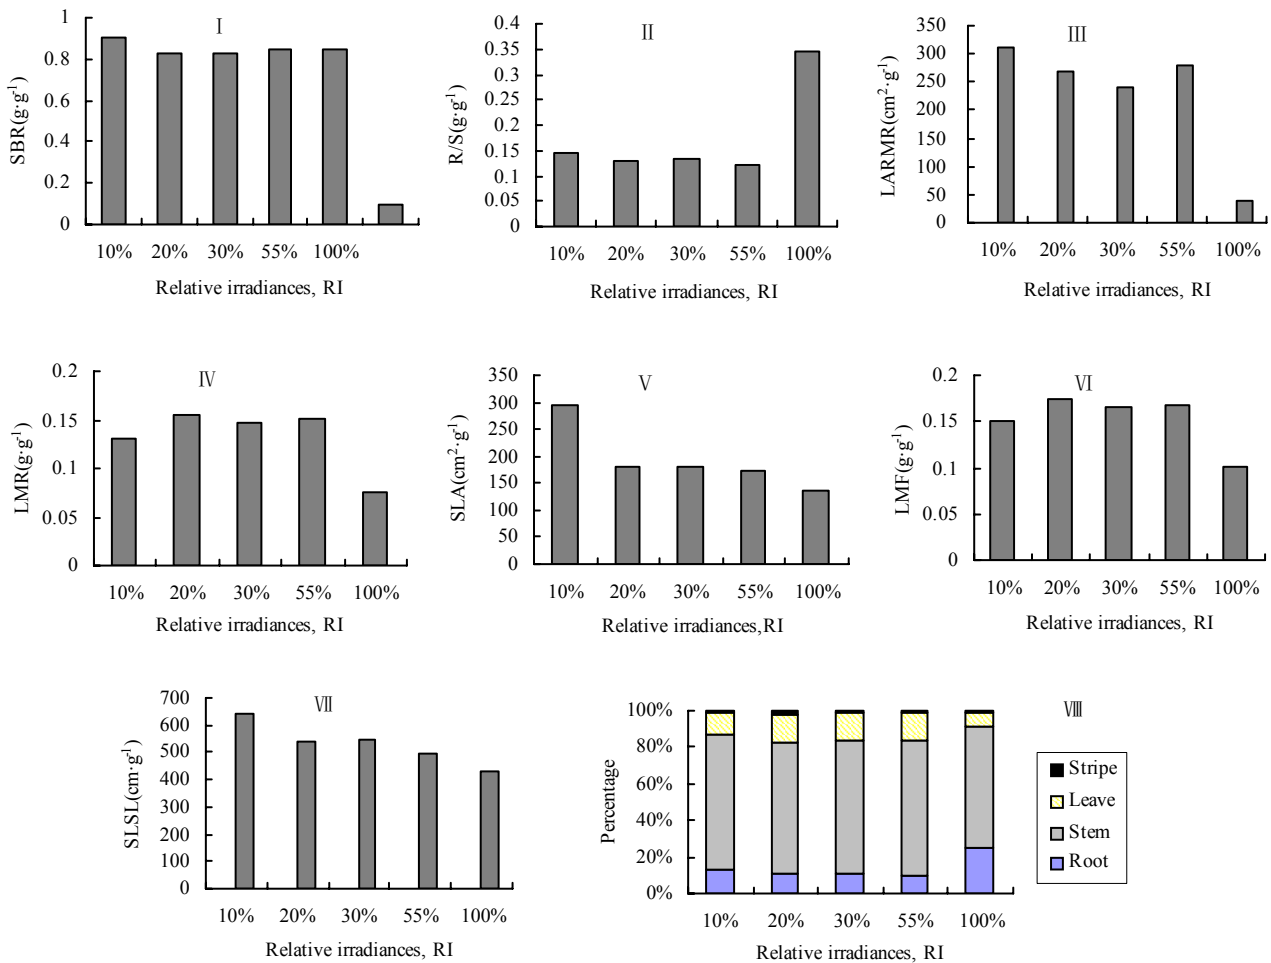 Ⅰ
SBR(g·g-1)
1
0.8
0.6
0.4
0.2
0
10% 20% 30% 55% 100%
Relative irradiances, RI
Ⅱ
R/S(g·g-1)
0.4
0.35
0.3
0.25
0.2
0.15
0.1
0.05
0
10% 20% 30% 55% 100%
Relative irradiances, RI
Ⅲ
LARMR(cm2·g-1)
350
300
250
200
150
100
50
0
10% 20% 30% 55% 100%
Relative irradiances, RI
Ⅳ
LMR(g·g-1)
0.2
0.15
0.1
0.05
0
10% 20% 30% 55% 100%
Relative irradiances, RI
Ⅴ
SLA(cm2·g-1)
350
300
250
200
150
100
50
0
10% 20% 30% 55% 100%
Relative irradiances,RI
Ⅵ
LMF(g·g-1)
0.2
0.15
0.1
0.05
0
10% 20% 30% 55% 100%
Relative irradiances, RI
Ⅶ
SLSL(cm·g-1)
700
600
500
400
300
200
100
0
10% 20% 30% 55% 100%
Relative irradiances, RI
Ⅷ
Percentage
100%
80%
60%
40%
20%
0%
10% 20% 30% 55% 100%
Relative irradiances, RI
Stripe
Leave
Stem
Root